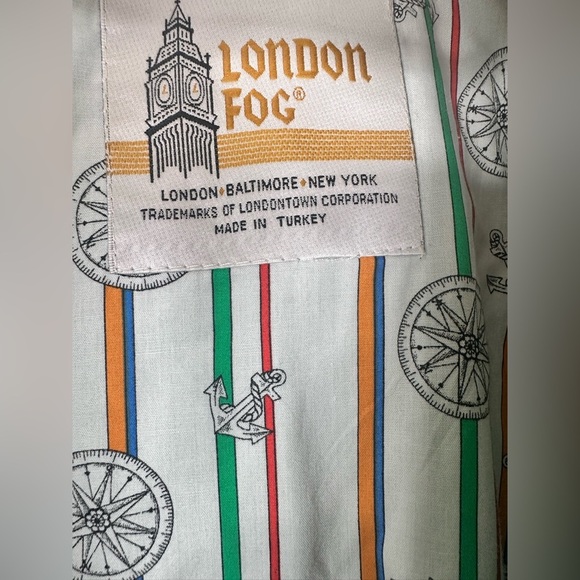 LONDON
FOG®
LONDON♦BALTIMORE♦NEW YORK
TRADEMARKS OF LONDONTOWN CORPORATION
MADE IN TURKEY